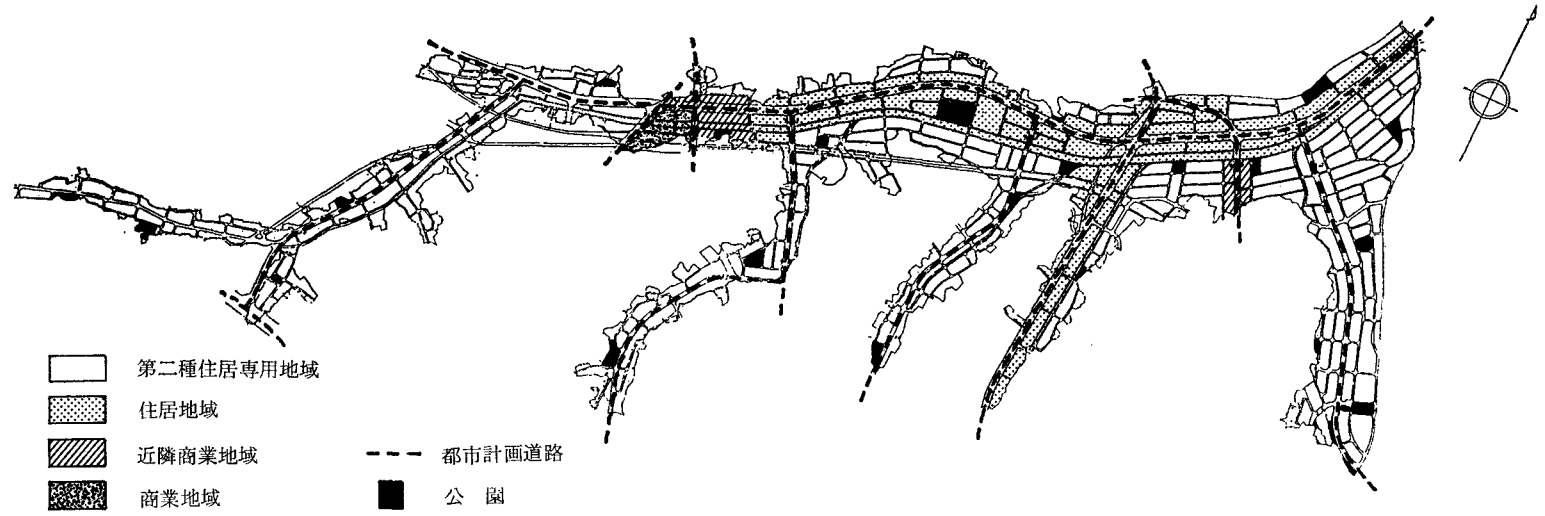 第二種住居専用地域
住居地域
近隣商業地域
商業地域
都市計画道路
公 園